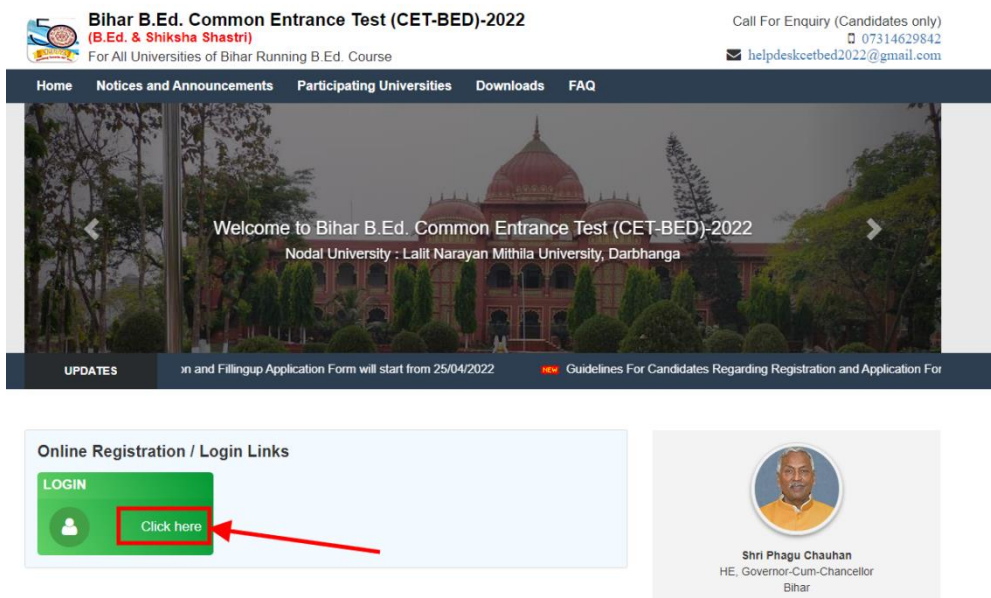 Bihar B.Ed. Common Entrance Test (CET-BED)-2022
(B.Ed. & Shiksha Shastri)
For All Universities of Bihar Running B.Ed. Course
Call For Enquiry (Candidates only)
07314629842
helpdeskcetbed2022@gmail.com
Home Notices and Announcements Participating Universities Downloads FAQ
Welcome to Bihar B.Ed. Common Entrance Test (CET-BED)-2022
Nodal University : Lalit Narayan Mithila University, Darbhanga
UPDATES on and Fillingup Application Form will start from 25/04/2022 NEW Guidelines For Candidates Regarding Registration and Application For
Online Registration / Login Links
LOGIN
Click here
Shri Phagu Chauhan
HE, Governor-Cum-Chancellor
Bihar